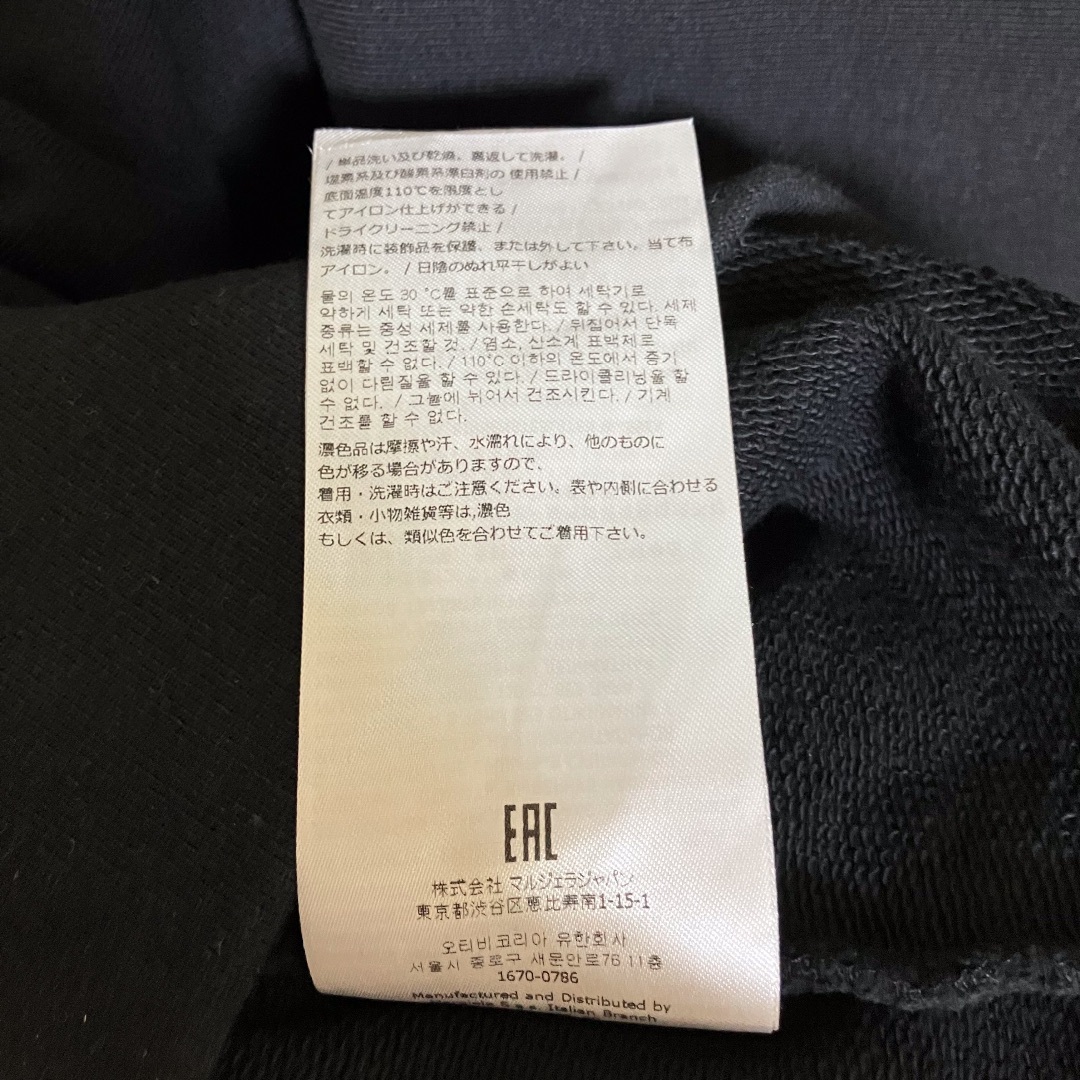 / 単品洗い及び乾燥。裏返して洗濯。 /
塩素系及び酸素系漂白剤の 使用禁止 /
底面温度110℃を限度とし
てアイロン仕上げができる /
ドライクリーニング禁止 /
洗濯時に装飾品を保護、または外して下さい。当て布
アイロン。 / 日陰のぬれ平干しがよい
물의 온도 30 ℃를 표준으로 하여 세탁기로
약하게 세탁 또는 약한 손세탁도 할 수 있다. 세제
종류는 중성 세제를 사용한다. / 뒤집어서 단독
세탁 및 건조할 것. / 염소, 산소계 표백제로
표백할 수 없다. / 110℃ 이하의 온도에서 증기
없이 다림질을 할 수 있다. / 드라이클리닝을 할
수 없다. / 그늘에 뉘어서 건조시킨다. / 기계
건조를 할 수 없다.
濃色品は摩擦や汗、水濡れにより、他のものに
色が移る場合がありますので、
着用・洗濯時はご注意ください。表や内側に合わせる
衣類・小物雑貨等は,濃色
もしくは、類似色を合わせてご着用下さい。
EAC
株式会社 マルジェラジャパン
東京都渋谷区恵比寿南1-15-1
오티비코리아 유한회사
서울시 종로구 새문안로76 11층
1670-0786
Manufactured and Distributed by
S.a.s. Italian Branch